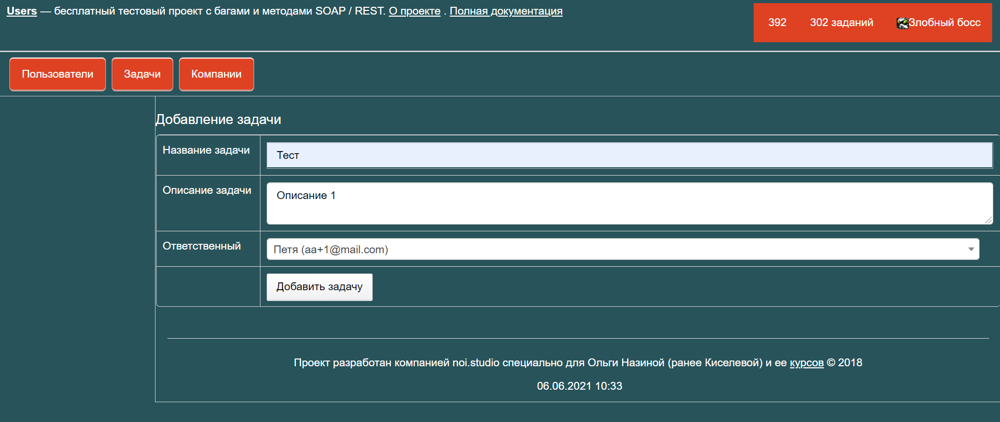 Users — бесплатный тестовый проект с багами и методами SOAP / REST. О проекте . Полная документация
392 302 заданий Злобный босс
Пользователи Задачи Компании
Добавление задачи
Название задачи Тест
Описание задачи Описание 1
Ответственный Петя (aa+1@mail.com)
Добавить задачу
Проект разработан компанией noi.studio специально для Ольги Назиной (ранее Киселевой) и ее курсов © 2018
06.06.2021 10:33